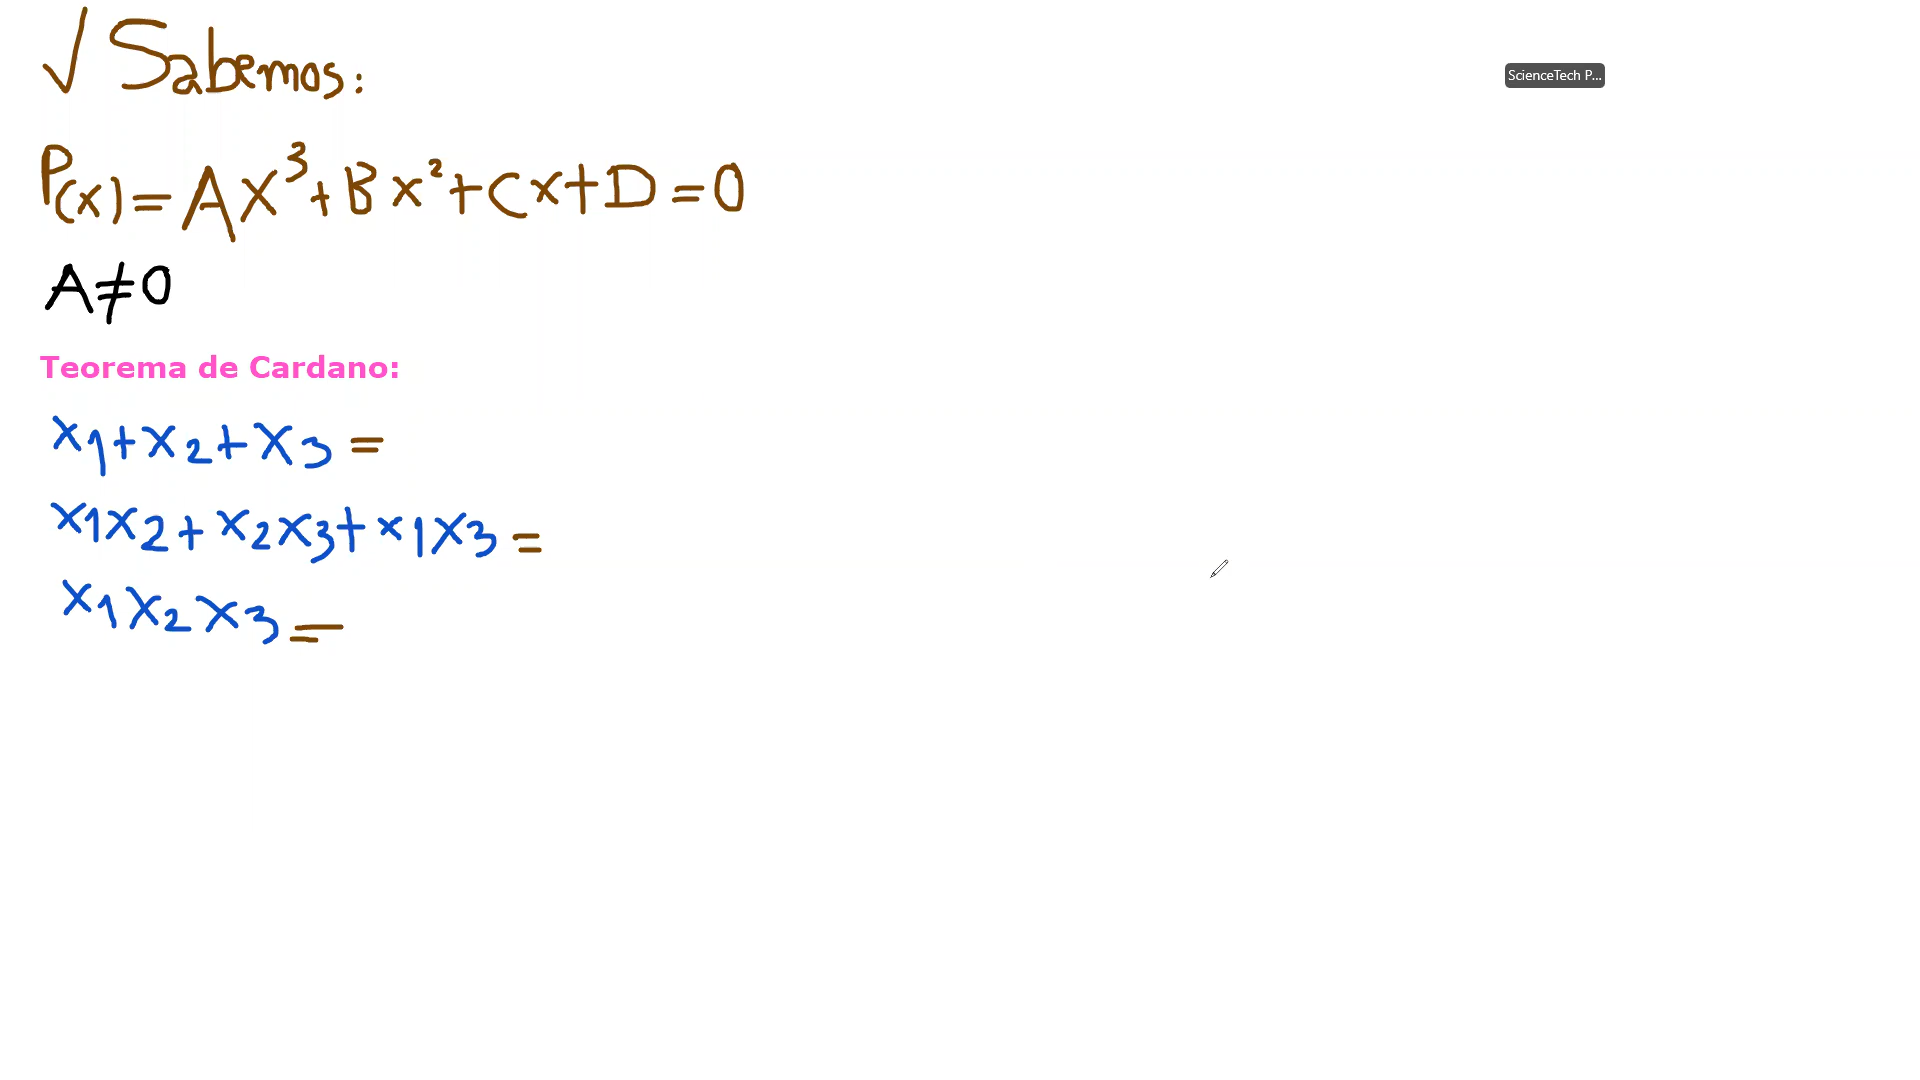 √ Sabemos:
ScienceTech P...
P(x) = AX³+Bx²+Cx+D=0
A≠0
Teorema de Cardano:
x1+x2+x3=
x1x2+x2x3+x1x3=
x1x2x3=